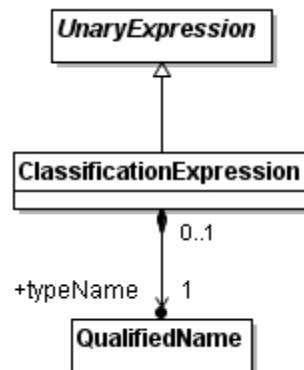 UnaryExpression
ClassificationExpression
0..1
+typeName 1
QualifiedName